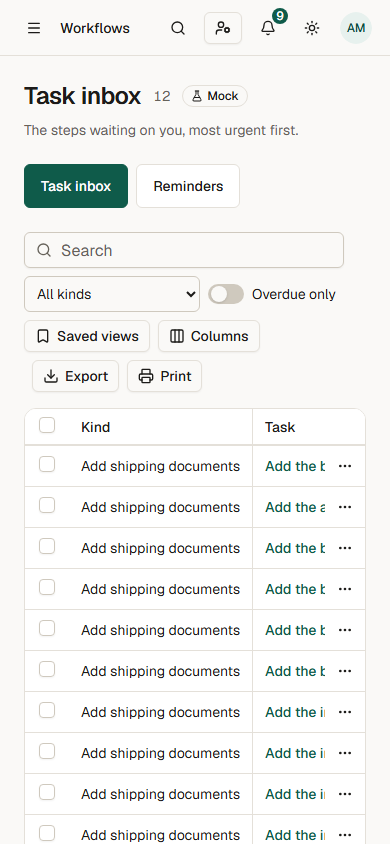 Workflows
9
AM
Task inbox 12 Mock
The steps waiting on you, most urgent first.
Task inbox Reminders
Search
All kinds Overdue only
Saved views Columns
Export Print
Kind Task
Add shipping documents Add the b
Add shipping documents Add the a
Add shipping documents Add the b
Add shipping documents Add the b
Add shipping documents Add the b
Add shipping documents Add the b
Add shipping documents Add the i
Add shipping documents Add the i
Add shipping documents Add the i
Add shipping documents Add the i